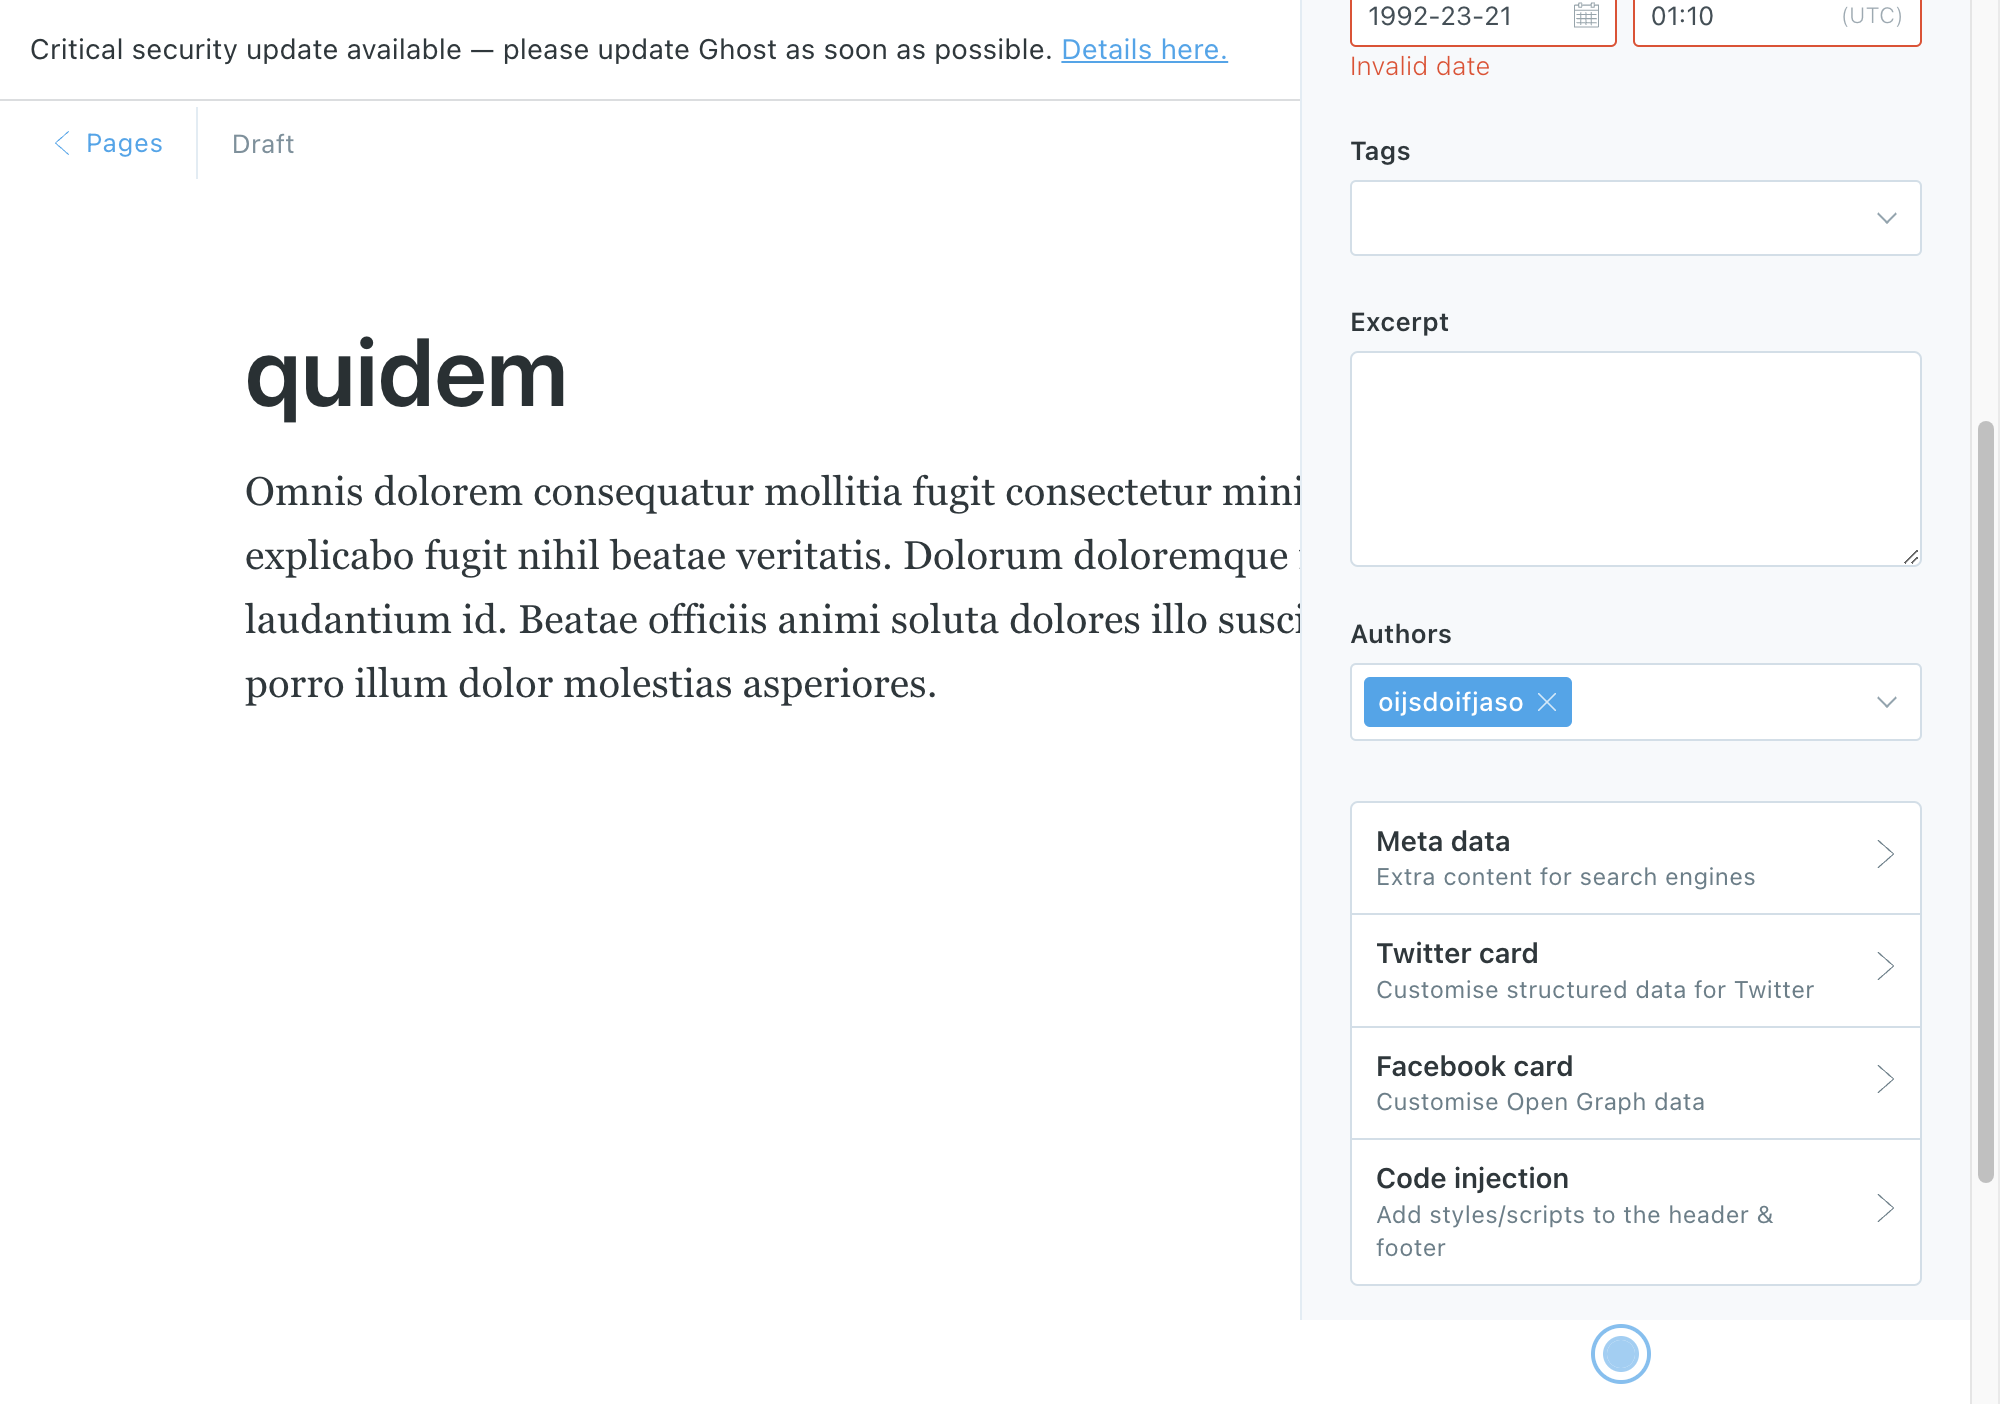 Critical security update available — please update Ghost as soon as possible. Details here.
Pages
Draft
quidem
Omnis dolorem consequatur mollitia fugit consectetur mini
explicabo fugit nihil beatae veritatis. Dolorum doloremque
laudantium id. Beatae officiis animi soluta dolores illo susci
porro illum dolor molestias asperiores.
1992-23-21
01:10 (UTC)
Invalid date
Tags
Excerpt
Authors
oijsdoifjaso
Meta data
Extra content for search engines
Twitter card
Customise structured data for Twitter
Facebook card
Customise Open Graph data
Code injection
Add styles/scripts to the header &
footer